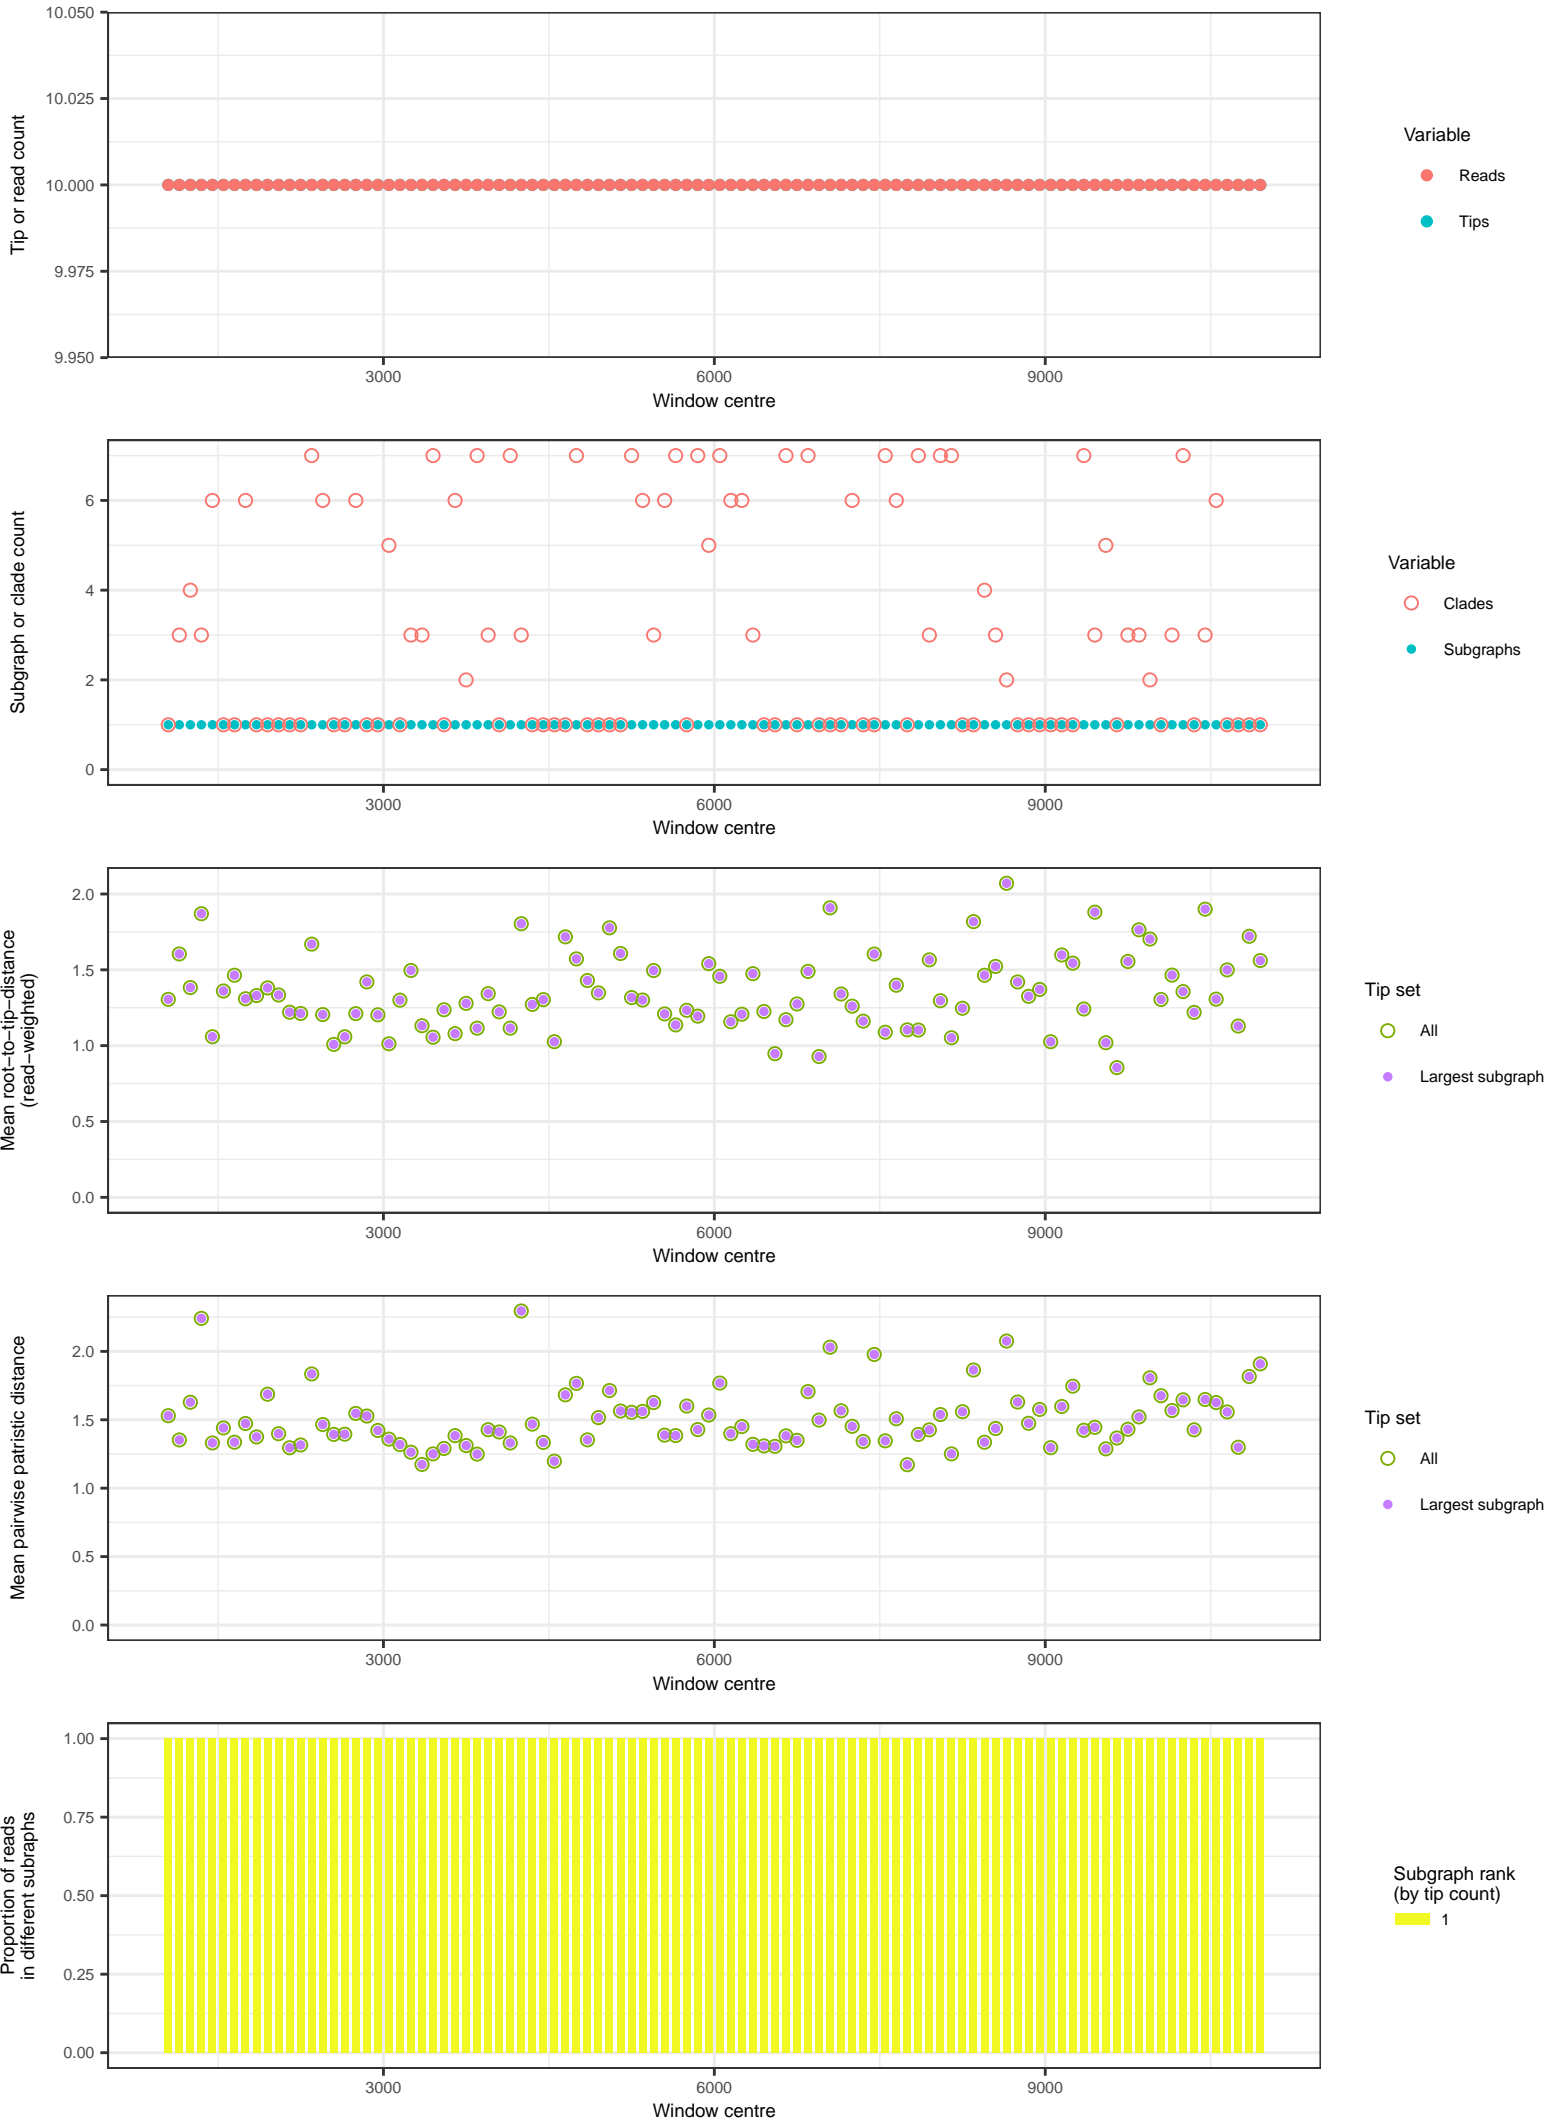 10.050
10.025
10.000
9.975
9.950
Tip or read count
3000 6000 9000
Window centre
Variable
Reads
Tips
6
4
2
0
Subgraph or clade count
3000 6000 9000
Window centre
Variable
Clades
Subgraphs
2.0
1.5
1.0
0.5
0.0
Mean root−to−tip−distance
(read−weighted)
3000 6000 9000
Window centre
Tip set
All
Largest subgraph
2.0
1.5
1.0
0.5
0.0
Mean pairwise patristic distance
3000 6000 9000
Window centre
Tip set
All
Largest subgraph
1.00
0.75
0.50
0.25
0.00
Proportion of reads
in different subraphs
3000 6000 9000
Window centre
Subgraph rank
(by tip count)
1